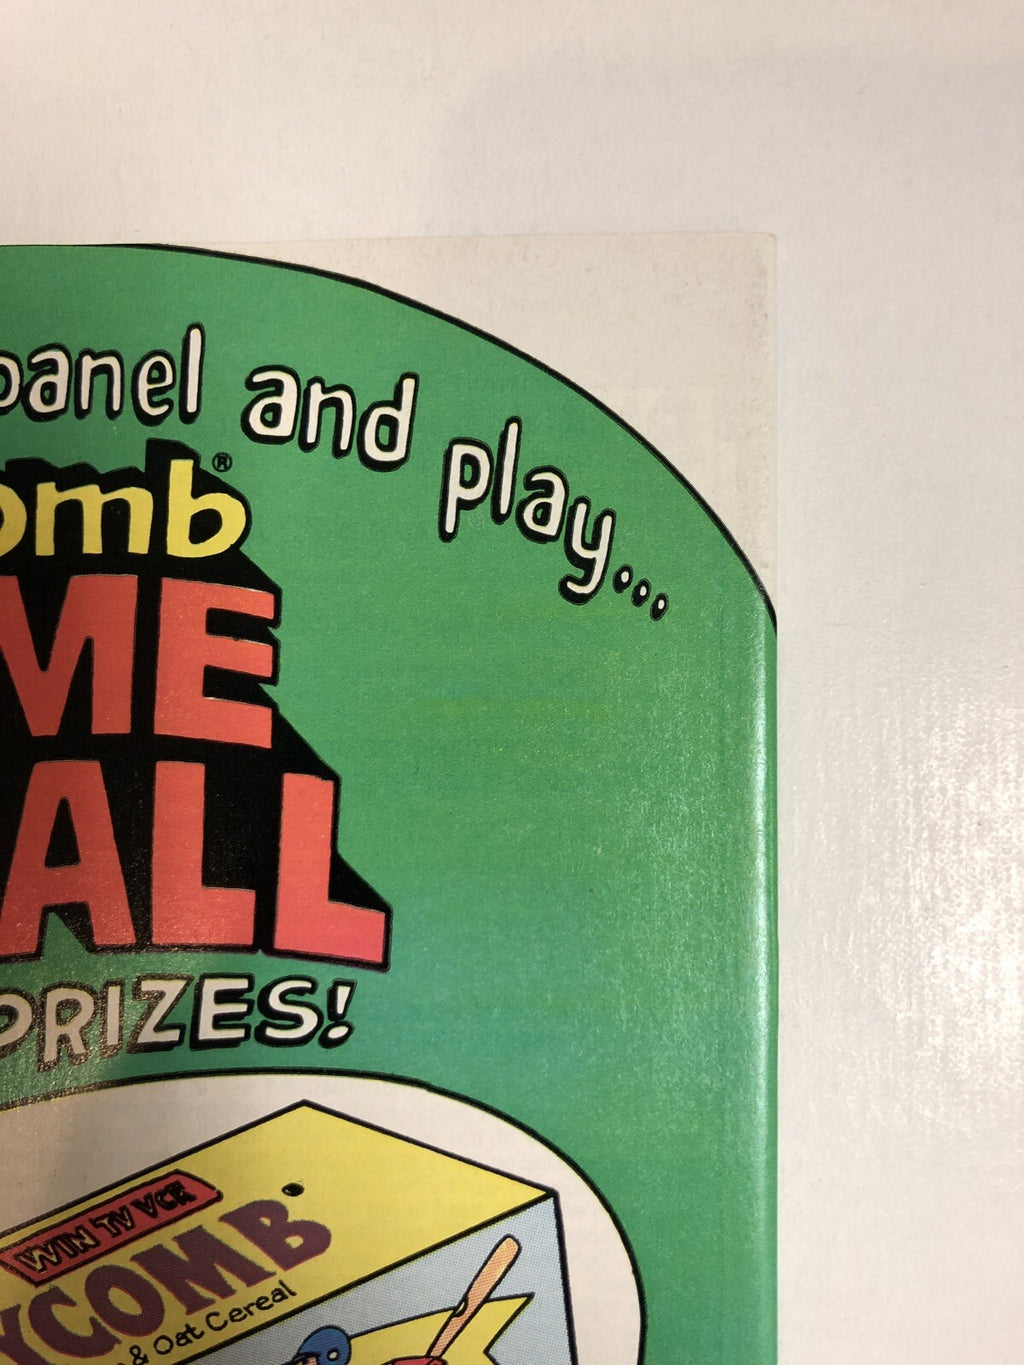 panel and play...
omb®
ME
ALL
PRIZES!
WIN TV VCR
YCOMB
& Oat Cereal